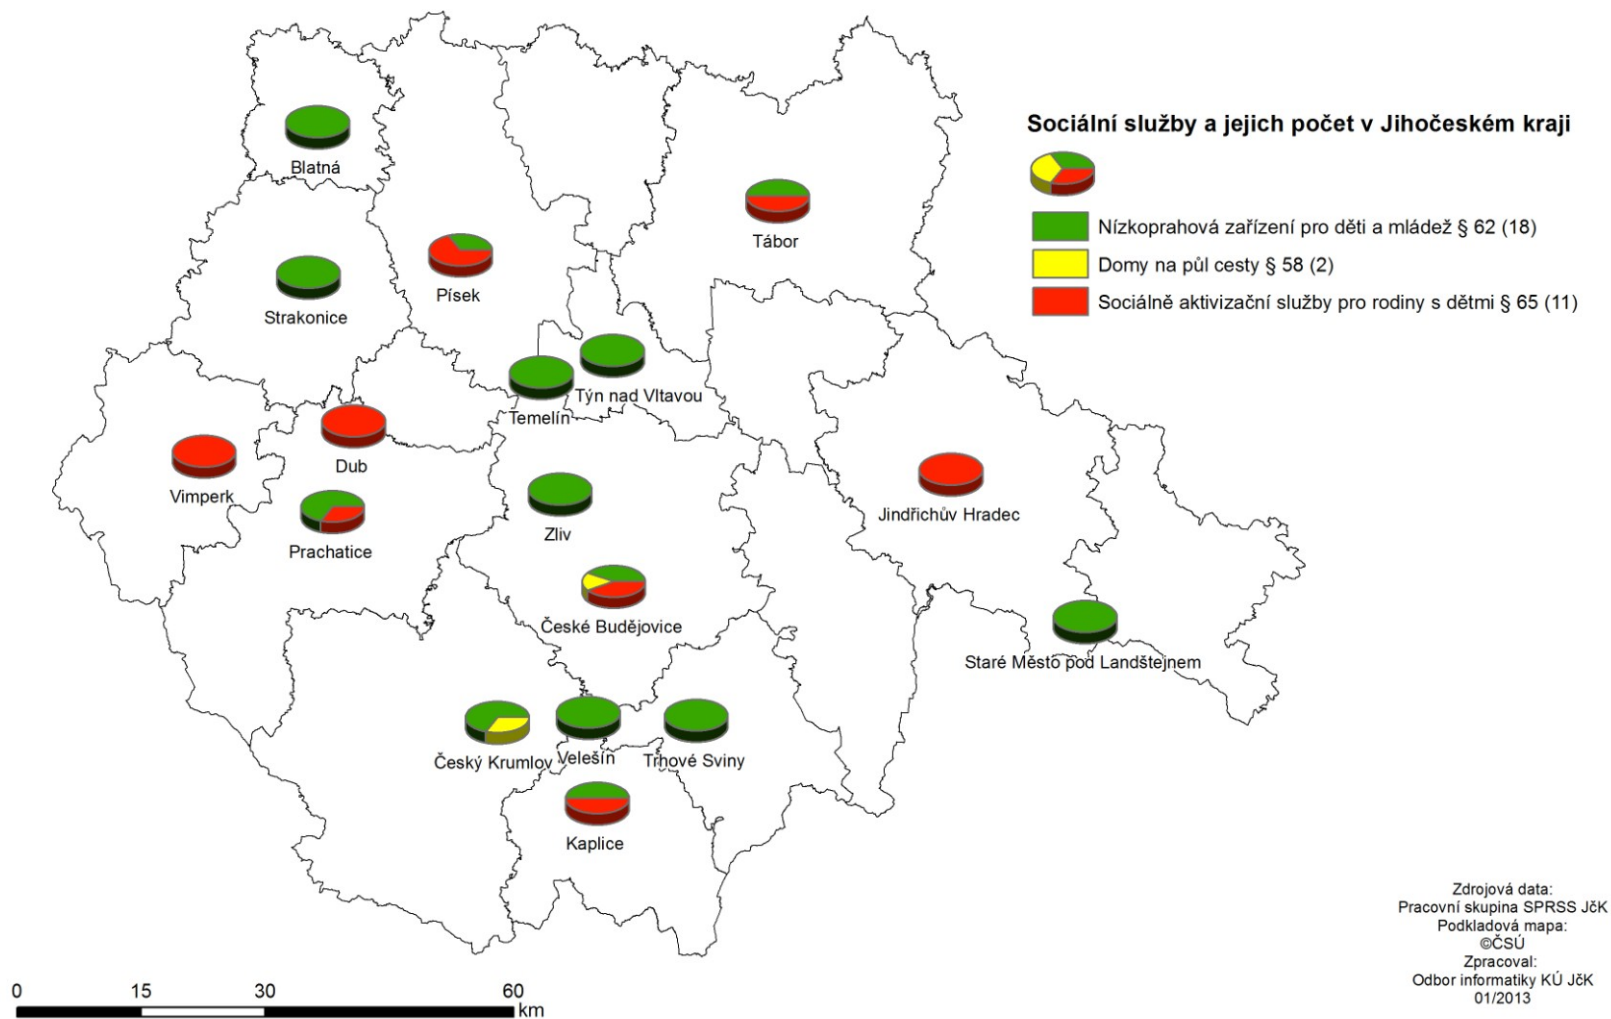 Sociální služby a jejich počet v Jihočeském kraji
Nízkoprahová zařízení pro děti a mládež § 62 (18)
Domy na půl cesty § 58 (2)
Sociálně aktivizační služby pro rodiny s dětmi § 65 (11)
Blatná
Tábor
Písek
Strakonice
Týn nad Vltavou
Temelín
Dub
Vimperk
Jindřichův Hradec
Zliv
Prachatice
České Budějovice
Staré Město pod Landštejnem
Český Krumlov
Velešín
Trhové Sviny
Kaplice
Zdrojová data:
Pracovní skupina SPRSS JčK
Podkladová mapa:
©ČSÚ
Zpracoval:
Odbor informatiky KÚ JčK
01/2013
0 15 30 60
km